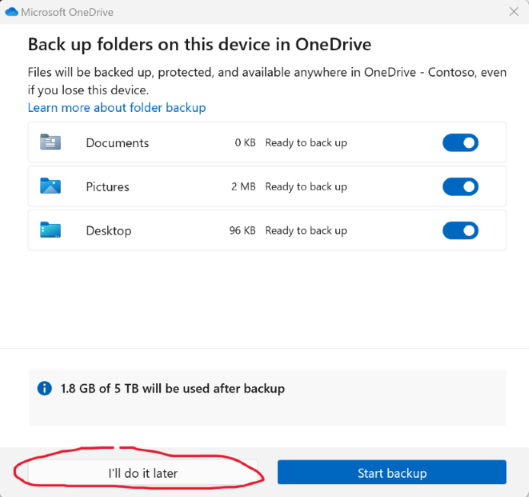 Microsoft OneDrive
Back up folders on this device in OneDrive
Files will be backed up, protected, and available anywhere in OneDrive - Contoso, even
if you lose this device.
Learn more about folder backup
Documents 0 KB Ready to back up
Pictures 2 MB Ready to back up
Desktop 96 KB Ready to back up
1.8 GB of 5 TB will be used after backup
I'll do it later Start backup